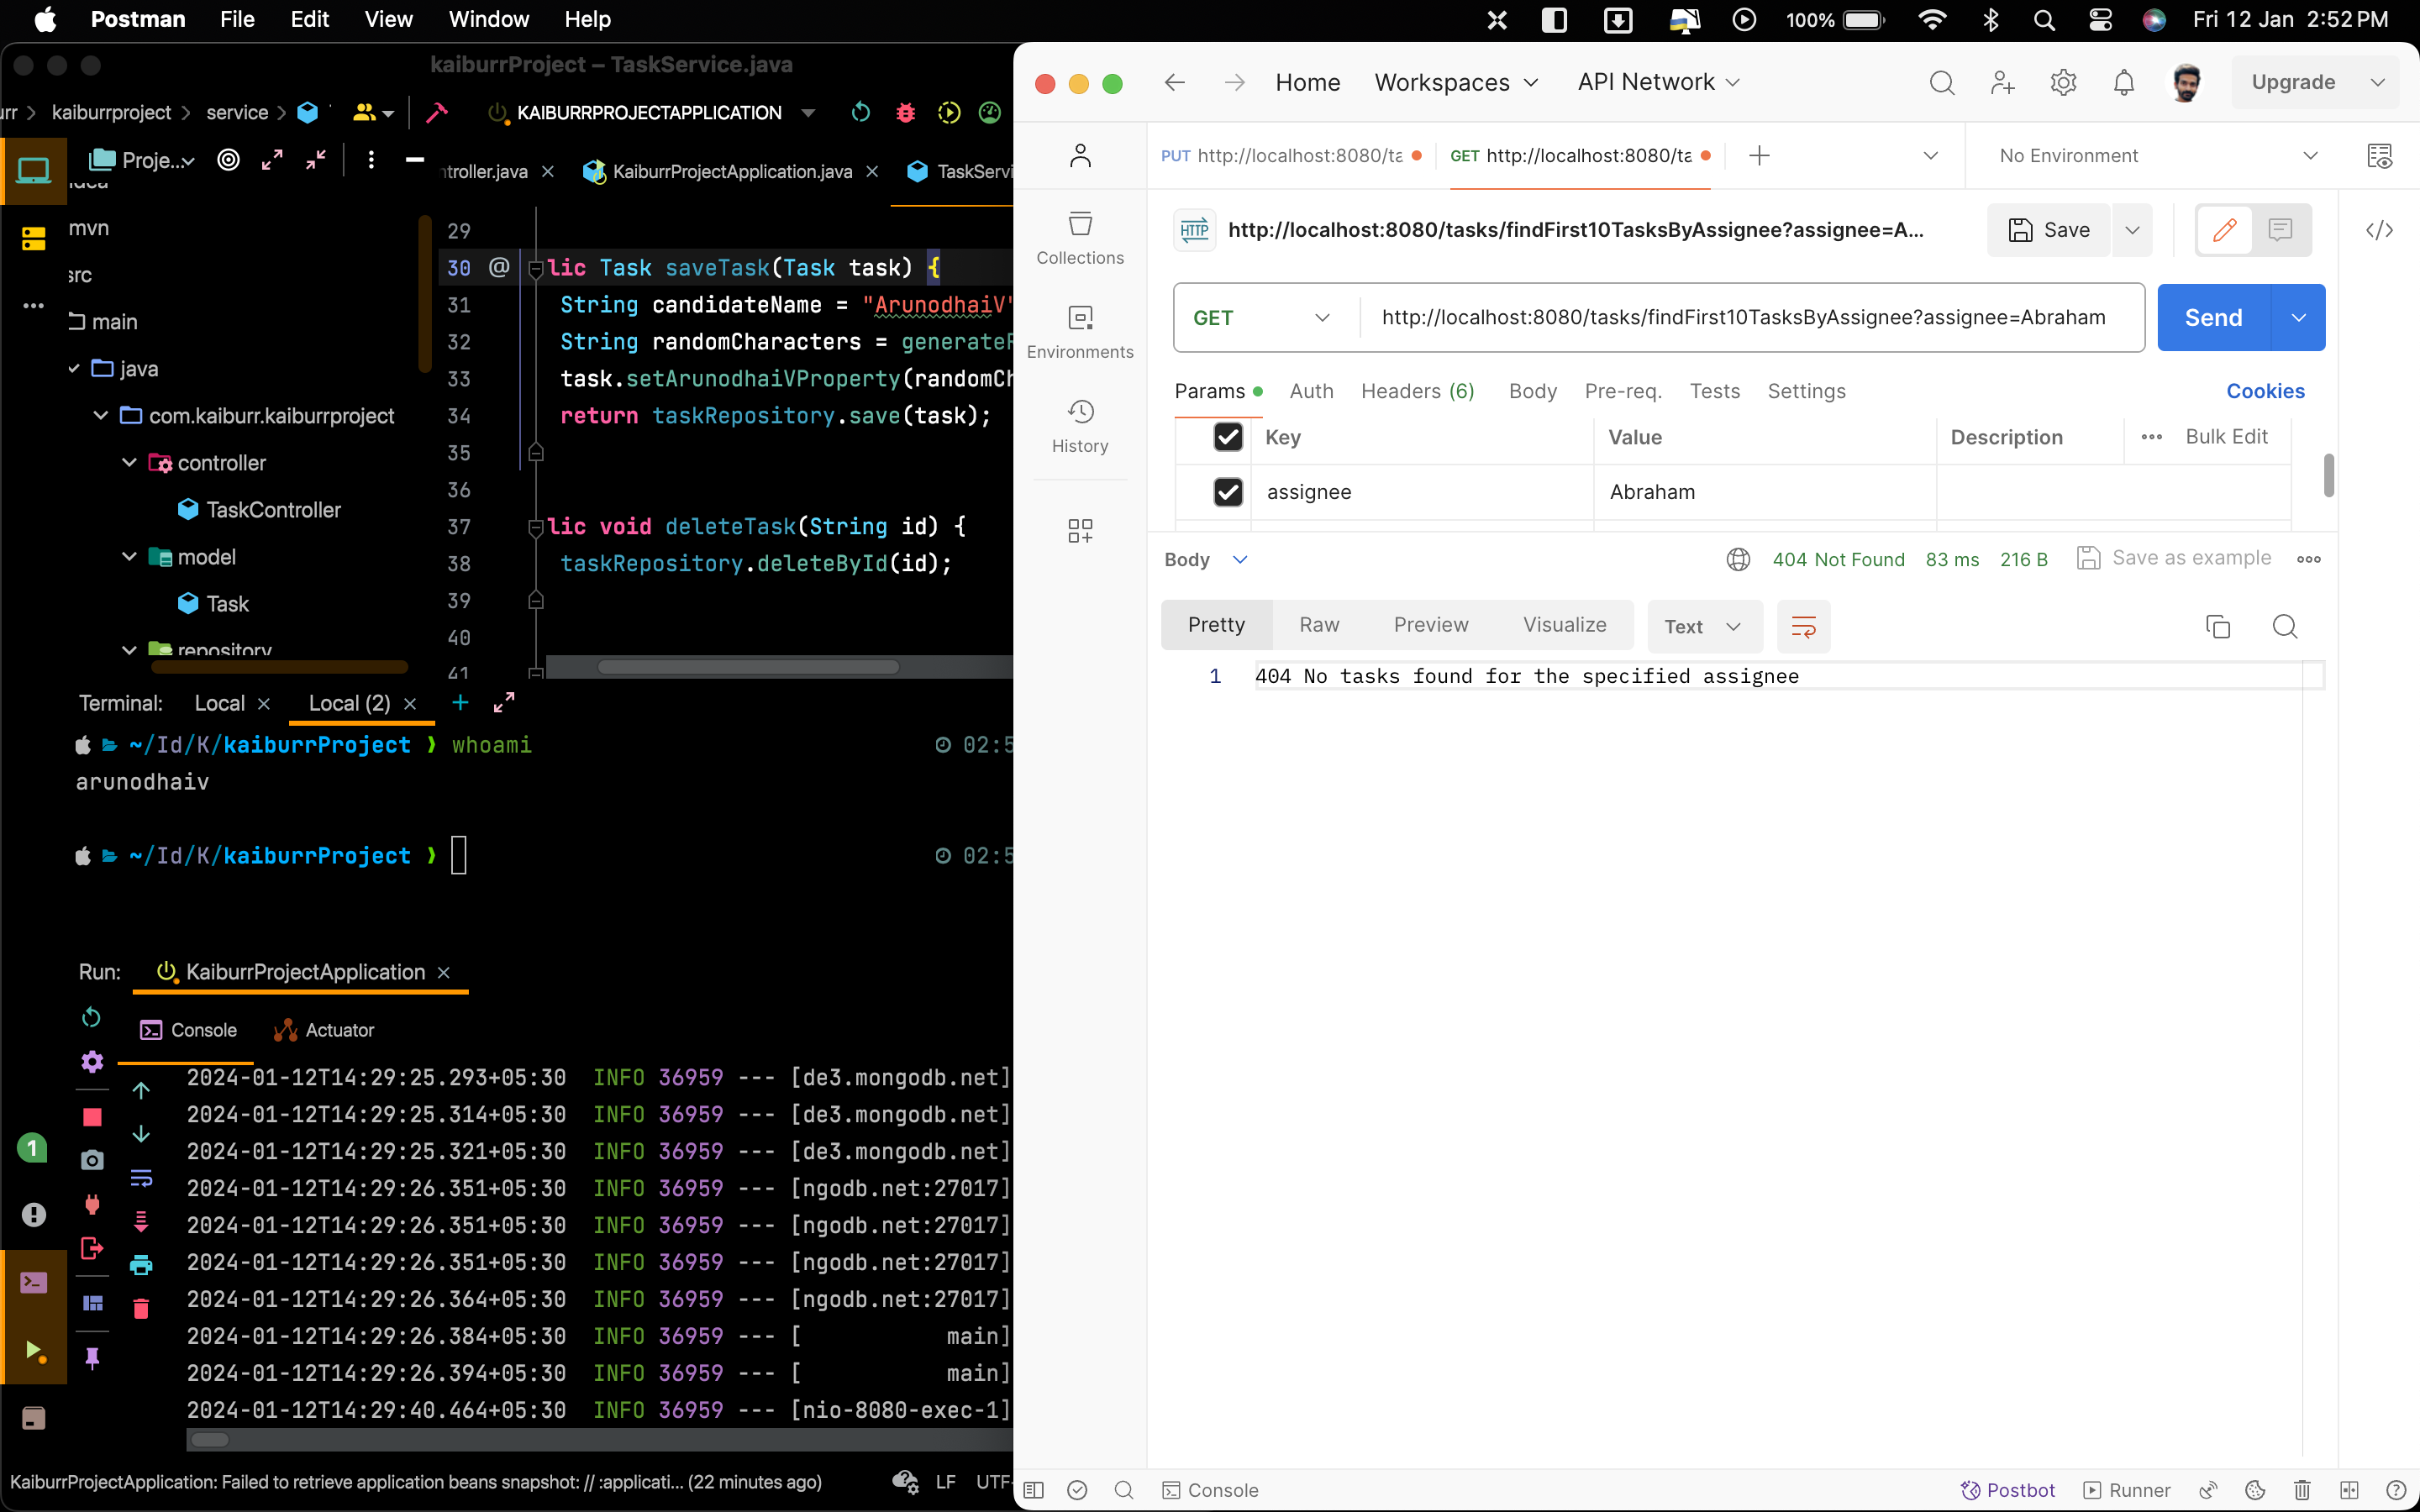 Postman File Edit View Window Help 100% Fri 12 Jan 2:52 PM
kaiburrProject – TaskService.java
kaiburrproject service KAIBURRPROJECTAPPLICATION
Proje...
ntroller.java KaiburrProjectApplication.java TaskServi
mvn
src
main
java
com.kaiburr.kaiburrproject
controller
TaskController
model
Task
repository
29
30 @ lic Task saveTask(Task task) {
31 String candidateName = "ArunodhaiV"
32 String randomCharacters = generateR
33 task.setArunodhaiVProperty(randomCh
34 return taskRepository.save(task);
35
36
37 lic void deleteTask(String id) {
38 taskRepository.deleteById(id);
39
40
41
Terminal: Local Local (2)
~/Id/K/kaiburrProject ❯ whoami 02:5
arunodhaiv
~/Id/K/kaiburrProject ❯ 02:5
Run: KaiburrProjectApplication
Console Actuator
2024-01-12T14:29:25.293+05:30 INFO 36959 --- [de3.mongodb.net]
2024-01-12T14:29:25.314+05:30 INFO 36959 --- [de3.mongodb.net]
2024-01-12T14:29:25.321+05:30 INFO 36959 --- [de3.mongodb.net]
2024-01-12T14:29:26.351+05:30 INFO 36959 --- [ngodb.net:27017]
2024-01-12T14:29:26.351+05:30 INFO 36959 --- [ngodb.net:27017]
2024-01-12T14:29:26.351+05:30 INFO 36959 --- [ngodb.net:27017]
2024-01-12T14:29:26.364+05:30 INFO 36959 --- [ngodb.net:27017]
2024-01-12T14:29:26.384+05:30 INFO 36959 --- [ main]
2024-01-12T14:29:26.394+05:30 INFO 36959 --- [ main]
2024-01-12T14:29:40.464+05:30 INFO 36959 --- [nio-8080-exec-1]
1
KaiburrProjectApplication: Failed to retrieve application beans snapshot: // :applicati... (22 minutes ago) LF UTF-
Home Workspaces API Network Upgrade
PUT http://localhost:8080/ta GET http://localhost:8080/ta No Environment
Collections
Environments
History
HTTP http://localhost:8080/tasks/findFirst10TasksByAssignee?assignee=A... Save
GET http://localhost:8080/tasks/findFirst10TasksByAssignee?assignee=Abraham Send
Params Auth Headers (6) Body Pre-req. Tests Settings Cookies
Key Value Description Bulk Edit
assignee Abraham
Body 404 Not Found 83 ms 216 B Save as example
Pretty Raw Preview Visualize Text
1 404 No tasks found for the specified assignee
Console Postbot Runner